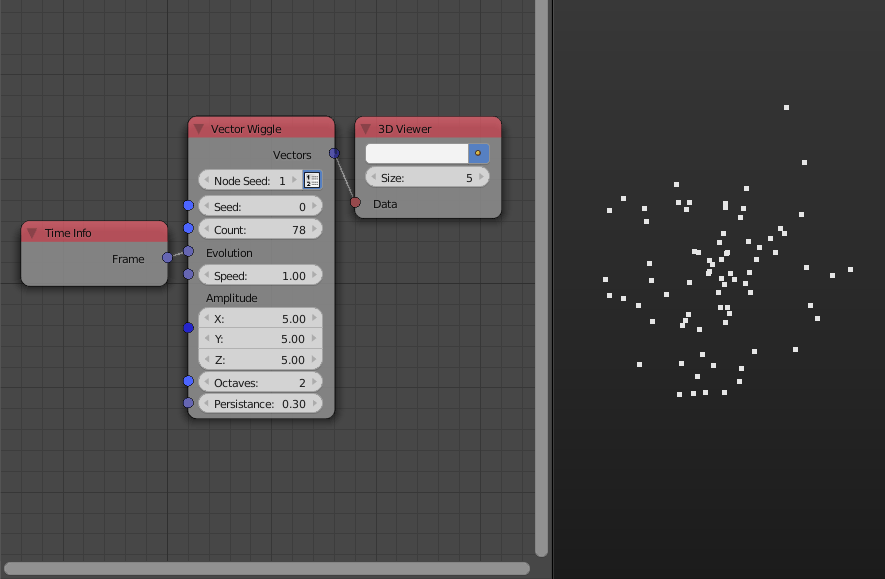 Time Info
Frame
Vector Wiggle
Vectors
Node Seed: 1
Seed: 0
Count: 78
Evolution
Speed: 1.00
Amplitude
X: 5.00
Y: 5.00
Z: 5.00
Octaves: 2
Persistance: 0.30
3D Viewer
Size: 5
Data